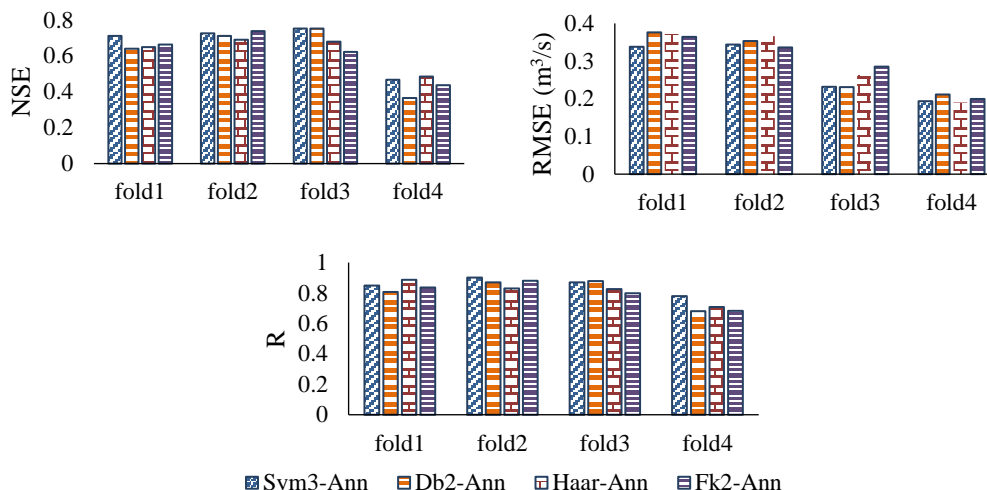 NSE
0.8
0.6
0.4
0.2
0
fold1 fold2 fold3 fold4
RMSE (m³/s)
0.4
0.3
0.2
0.1
0
fold1 fold2 fold3 fold4
R
1
0.8
0.6
0.4
0.2
0
fold1 fold2 fold3 fold4
Sym3-Ann Db2-Ann Haar-Ann Fk2-Ann